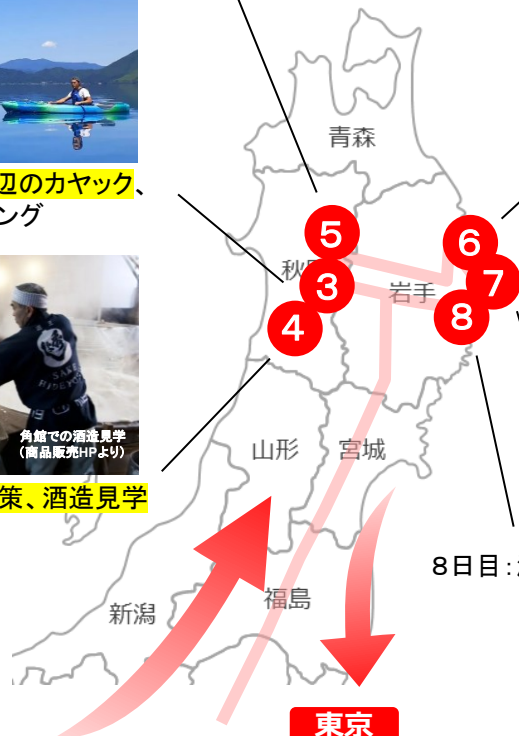 青森
辺のカヤック、
ング
5
6
秋
3
岩手
7
8
4
角館での酒造見学
(商品販売HPより)
山形
宮城
策、酒造見学
8日目:
新潟
福島
東京